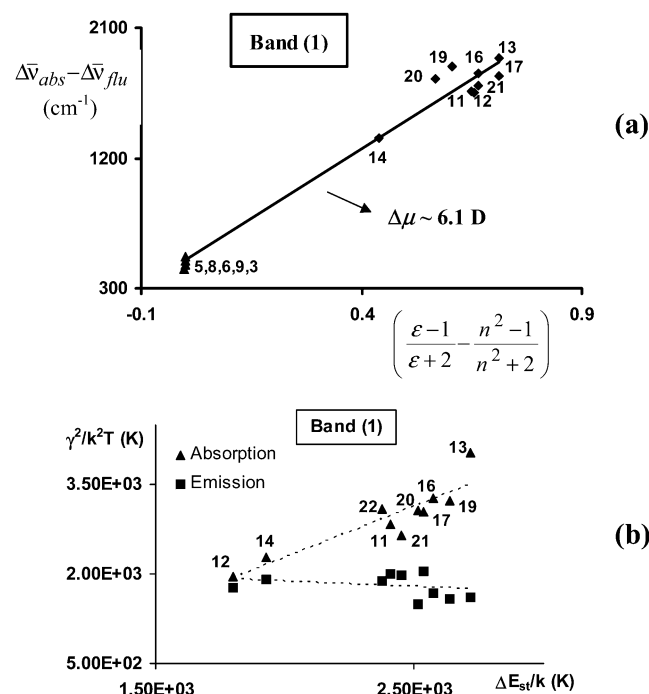 2100
Band (1)
Δν̄abs–Δν̄flu
(cm-1)
19
16
13
17
20
21
11
12
1200
14
(a)
Δμ ~ 6.1 D
5,8,6,9,3
300
-0.1
0.4
0.9
(ε−1/ε+2 − n²−1/n²+2)
Band (1)
γ²/k²T (K)
▲ Absorption
■ Emission
13
3.50E+03
16
22
20
19
17
14
11
21
12
(b)
2.00E+03
5.00E+02
1.50E+03
2.50E+03
ΔEst/k (K)